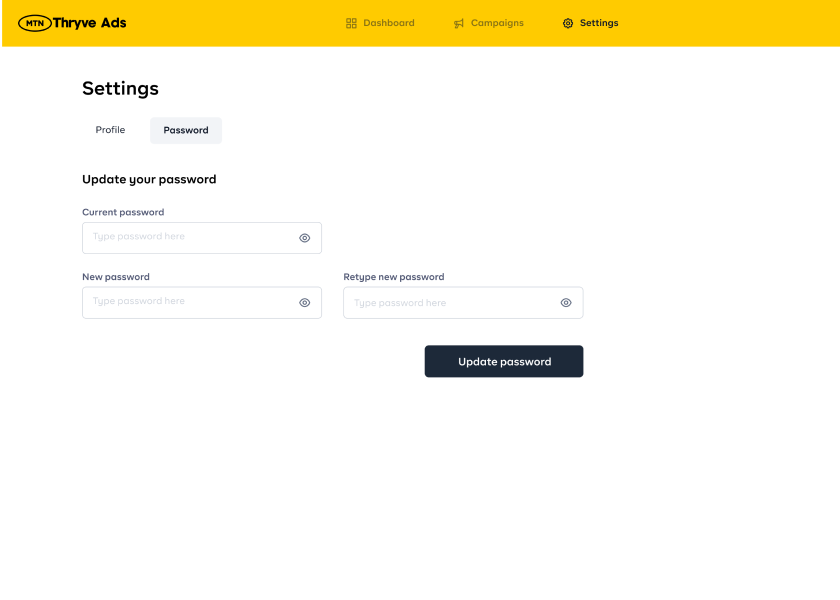 MTN Thryve Ads Dashboard Campaigns Settings
Settings
Profile Password
Update your password
Current password
Type password here
New password Retype new password
Type password here Type password here
Update password